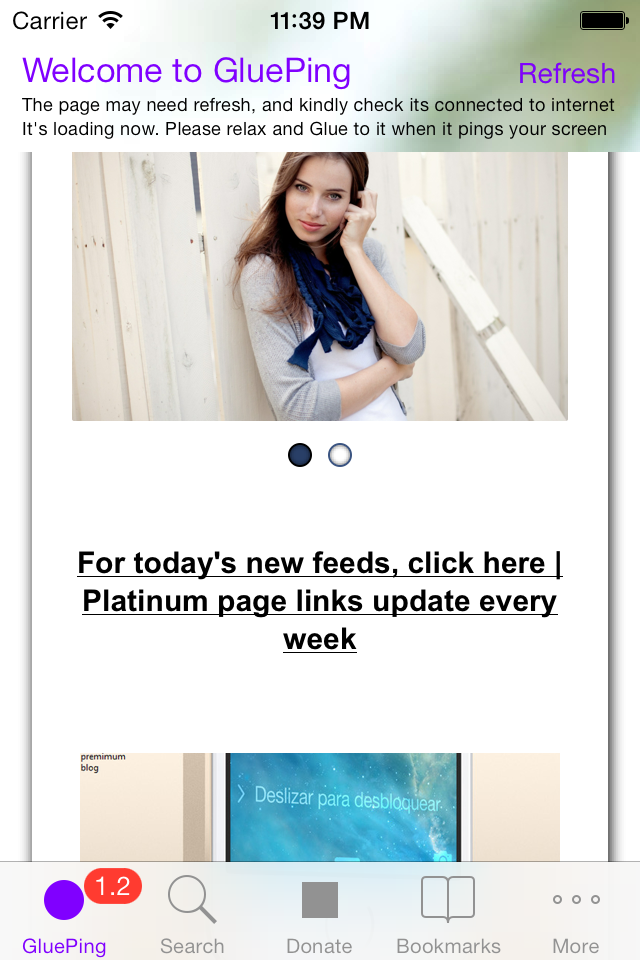 Carrier 11:39 PM
Welcome to GluePing Refresh
The page may need refresh, and kindly check its connected to internet
It's loading now. Please relax and Glue to it when it pings your screen
For today's new feeds, click here |
Platinum page links update every
week
premimum
blog
Deslizar para desbloquear
1.2
GluePing Search Donate Bookmarks More